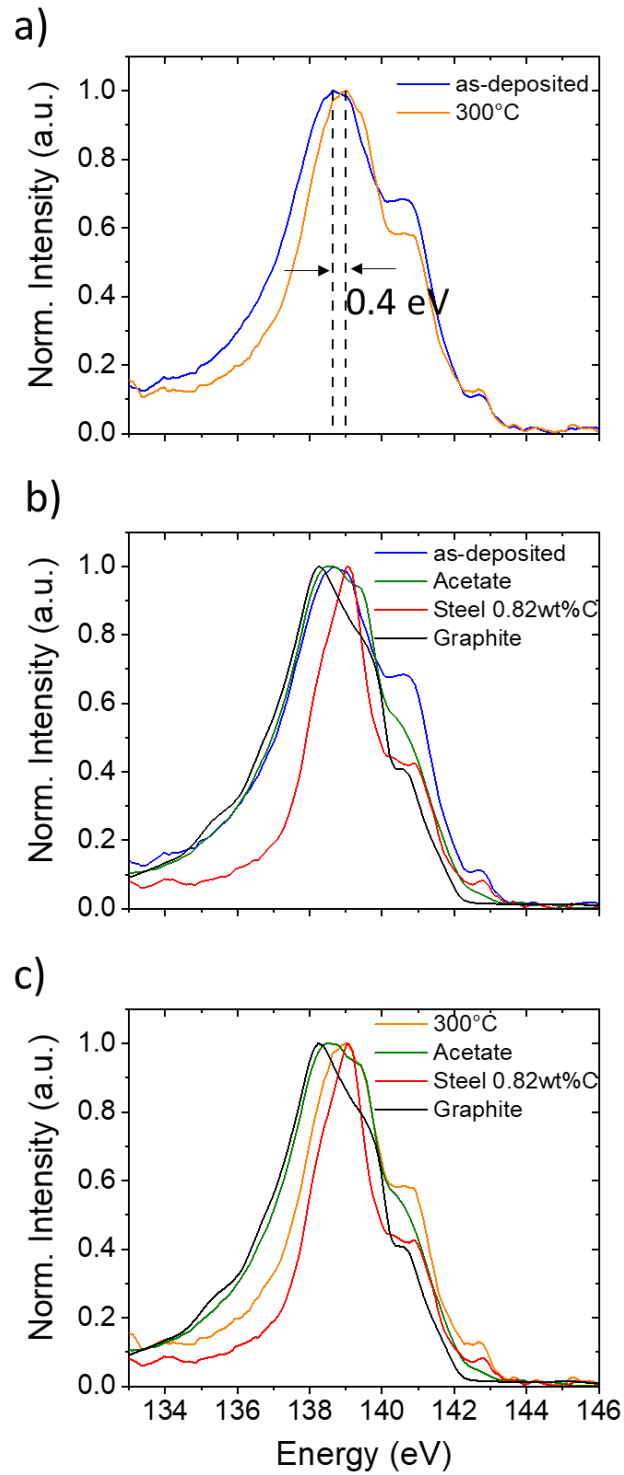 a)
Norm. Intensity (a.u.)
1.0
0.8
0.6
0.4
0.2
0.0
as-deposited
300°C
0.4 eV
b)
Norm. Intensity (a.u.)
1.0
0.8
0.6
0.4
0.2
0.0
as-deposited
Acetate
Steel 0.82wt%C
Graphite
c)
Norm. Intensity (a.u.)
1.0
0.8
0.6
0.4
0.2
0.0
300°C
Acetate
Steel 0.82wt%C
Graphite
134 136 138 140 142 144 146
Energy (eV)